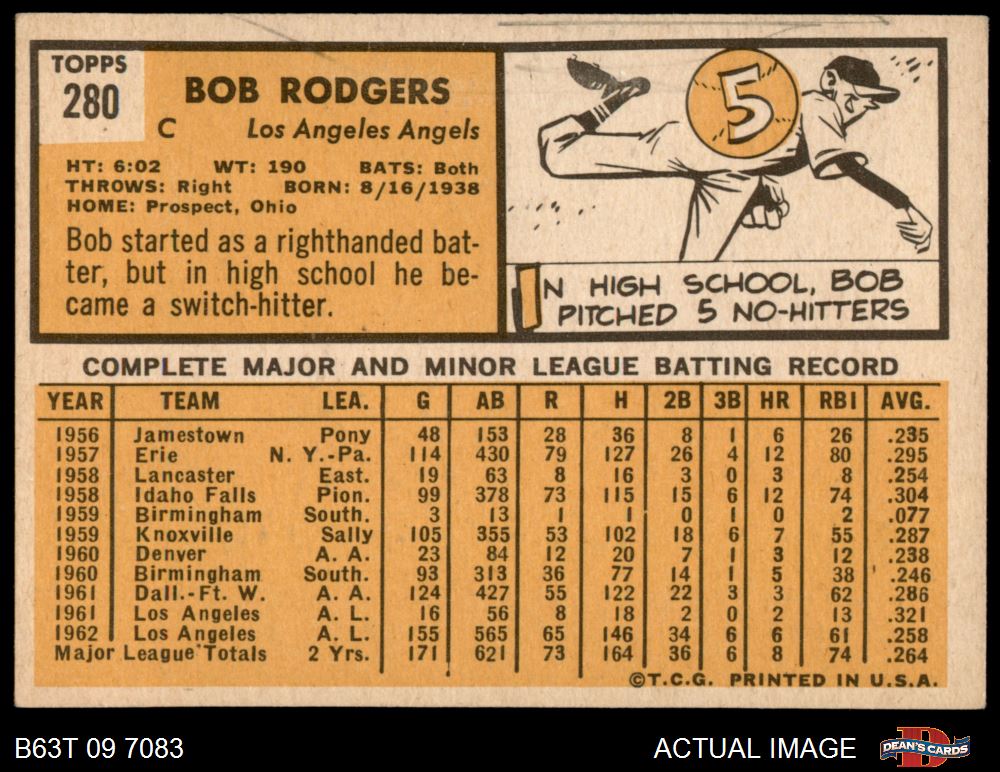 TOPPS
280
BOB RODGERS
C Los Angeles Angels
HT: 6:02 WT: 190 BATS: Both
THROWS: Right BORN: 8/16/1938
HOME: Prospect, Ohio
Bob started as a righthanded bat-
ter, but in high school he be-
came a switch-hitter.
5
IN HIGH SCHOOL, BOB
PITCHED 5 NO-HITTERS
COMPLETE MAJOR AND MINOR LEAGUE BATTING RECORD
YEAR TEAM LEA. G AB R H 2B 3B HR RBI AVG.
1956 Jamestown Pony 48 153 28 36 8 1 6 26 .235
1957 Erie N. Y.-Pa. 114 430 79 127 26 4 12 80 .295
1958 Lancaster East. 19 63 8 16 3 0 3 8 .254
1958 Idaho Falls Pion. 99 378 73 115 15 6 12 74 .304
1959 Birmingham South. 3 13 1 1 0 1 0 2 .077
1959 Knoxville Sally 105 355 53 102 18 6 7 55 .287
1960 Denver A. A. 23 84 12 20 7 1 3 12 .238
1960 Birmingham South. 93 313 36 77 14 1 5 38 .246
1961 Dall.-Ft. W. A. A. 124 427 55 122 22 3 3 62 .286
1961 Los Angeles A. L. 16 56 8 18 2 0 2 13 .321
1962 Los Angeles A. L. 155 565 65 146 34 6 6 61 .258
Major League Totals 2 Yrs. 171 621 73 164 36 6 8 74 .264
©T.C.G. PRINTED IN U.S.A.
B63T 09 7083 ACTUAL IMAGE DEAN'S CARDS